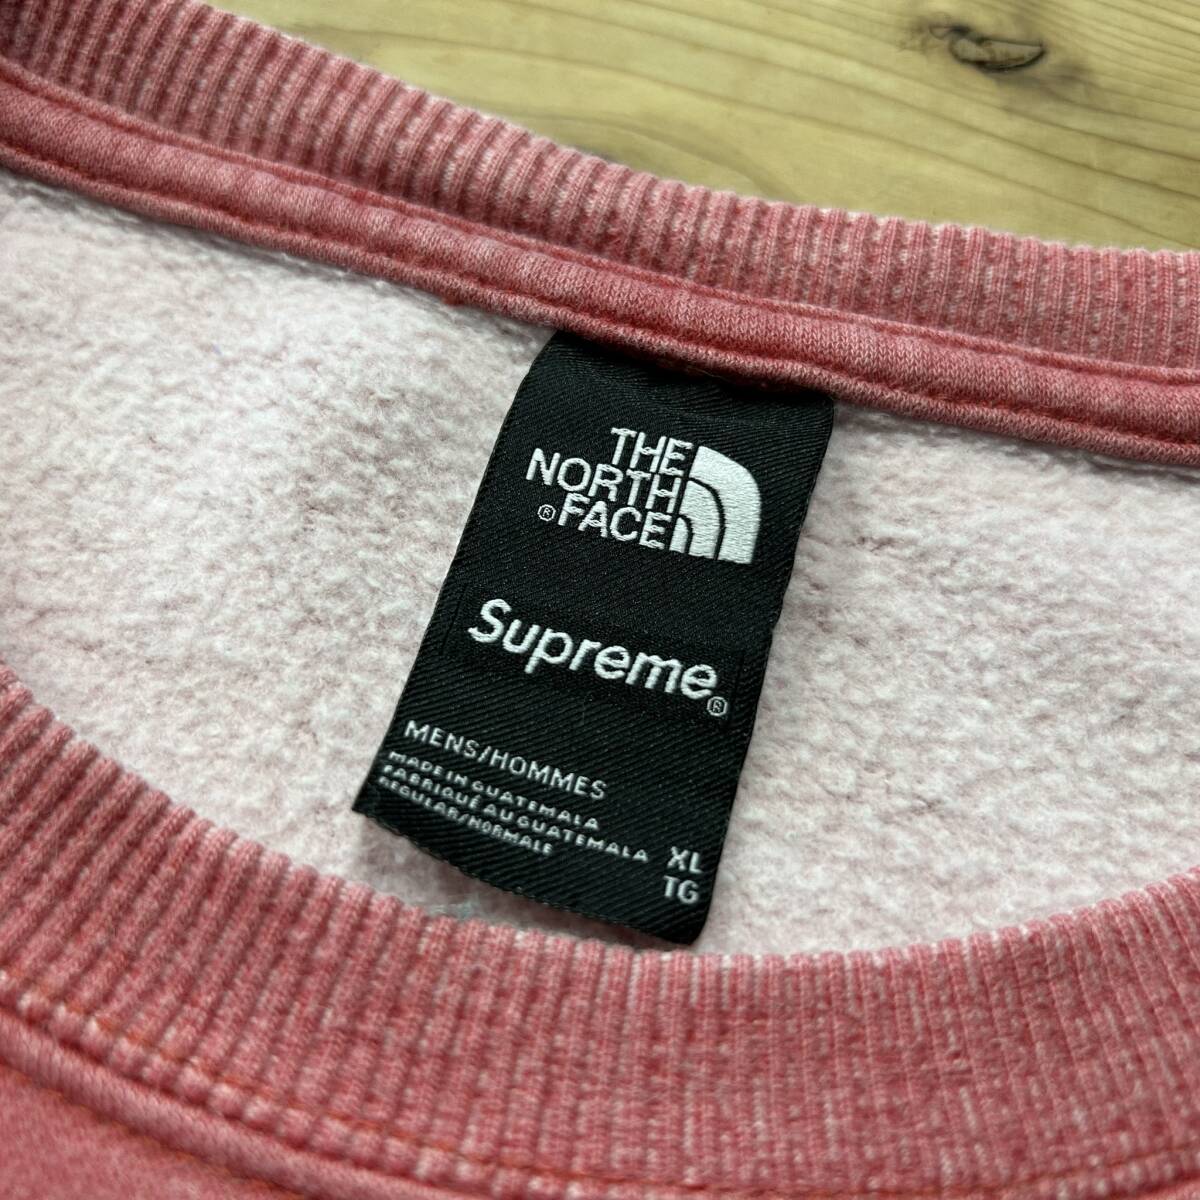 THE
NORTH
®FACE
Supreme®
MENS/HOMMES
MADE IN GUATEMALA
FABRIQUÉ AU GUATEMALA
REGULAR/NORMALE
XL
TG